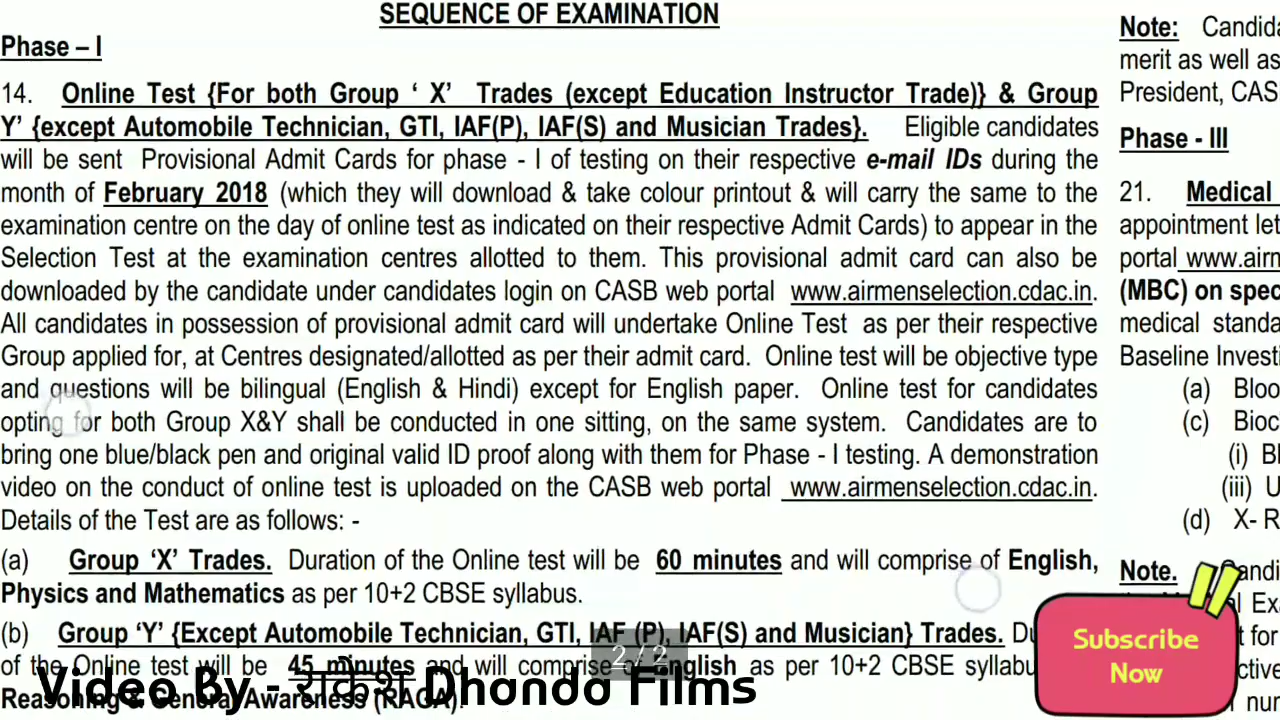 SEQUENCE OF EXAMINATION
Phase – I
14. Online Test {For both Group ‘ X’ Trades (except Education Instructor Trade)} & Group
Y’ {except Automobile Technician, GTI, IAF(P), IAF(S) and Musician Trades}. Eligible candidates
will be sent Provisional Admit Cards for phase - I of testing on their respective e-mail IDs during the
month of February 2018 (which they will download & take colour printout & will carry the same to the
examination centre on the day of online test as indicated on their respective Admit Cards) to appear in the
Selection Test at the examination centres allotted to them. This provisional admit card can also be
downloaded by the candidate under candidates login on CASB web portal www.airmenselection.cdac.in.
All candidates in possession of provisional admit card will undertake Online Test as per their respective
Group applied for, at Centres designated/allotted as per their admit card. Online test will be objective type
and questions will be bilingual (English & Hindi) except for English paper. Online test for candidates
opting for both Group X&Y shall be conducted in one sitting, on the same system. Candidates are to
bring one blue/black pen and original valid ID proof along with them for Phase - I testing. A demonstration
video on the conduct of online test is uploaded on the CASB web portal www.airmenselection.cdac.in.
Details of the Test are as follows: -
(a) Group ‘X’ Trades. Duration of the Online test will be 60 minutes and will comprise of English,
Physics and Mathematics as per 10+2 CBSE syllabus.
(b) Group ‘Y’ {Except Automobile Technician, GTI, IAF (P), IAF(S) and Musician} Trades.
of the Online test will be 45 minutes and will comprise of English as per 10+2 CBSE
Reasoning & General Awareness (RAGA).
2 / 2
Video By - राकेश Dhanda Films
Note:
merit as well as
President, CAS
Phase - III
21. Medical
appointment
portal
(MBC) on
medical
Baseline
(a)
(c)
(i)
(iii)
(d) X-
Note.
for
Subscribe
Now